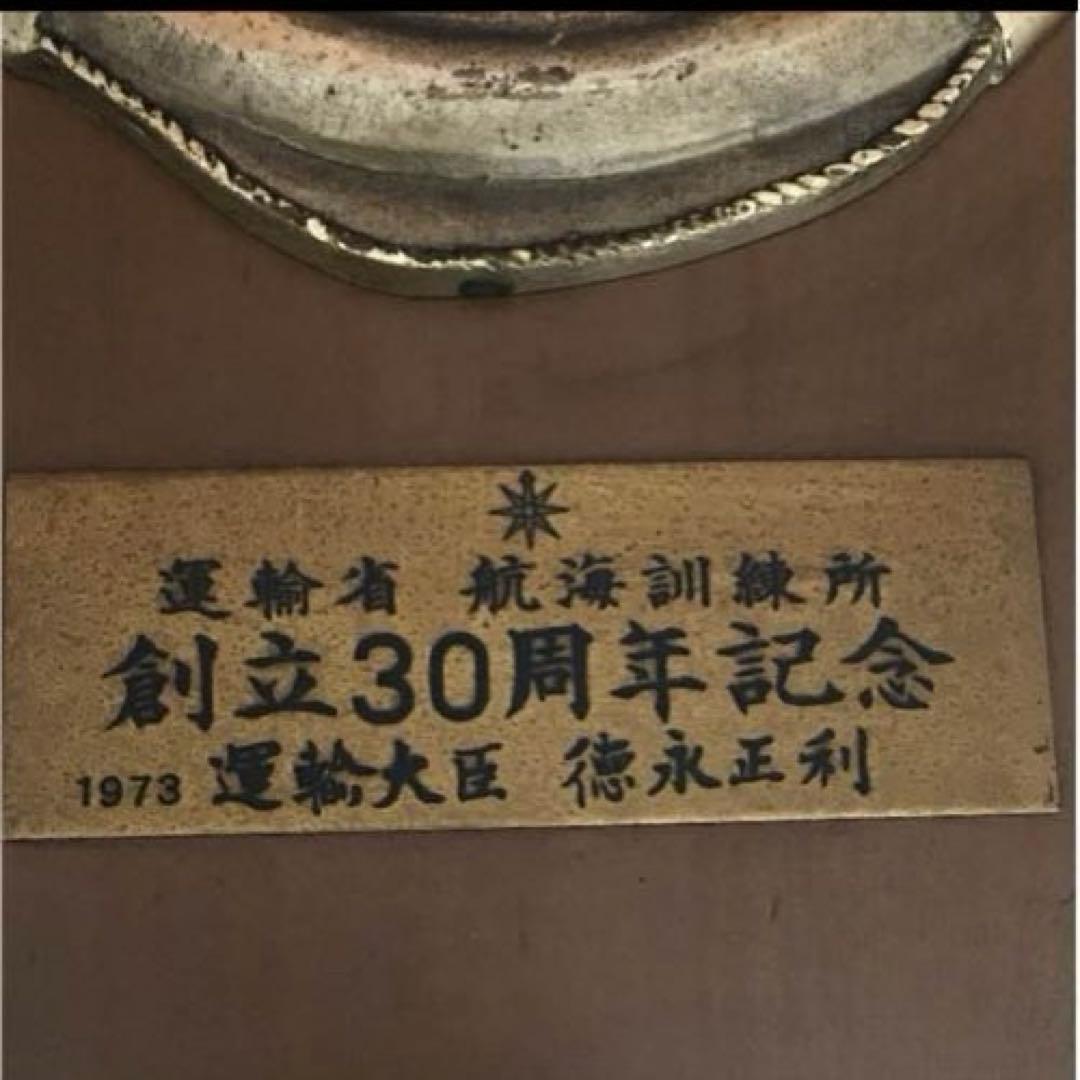 運輸省 航海訓練所
創立30周年記念
1973 運輸大臣 徳永正利